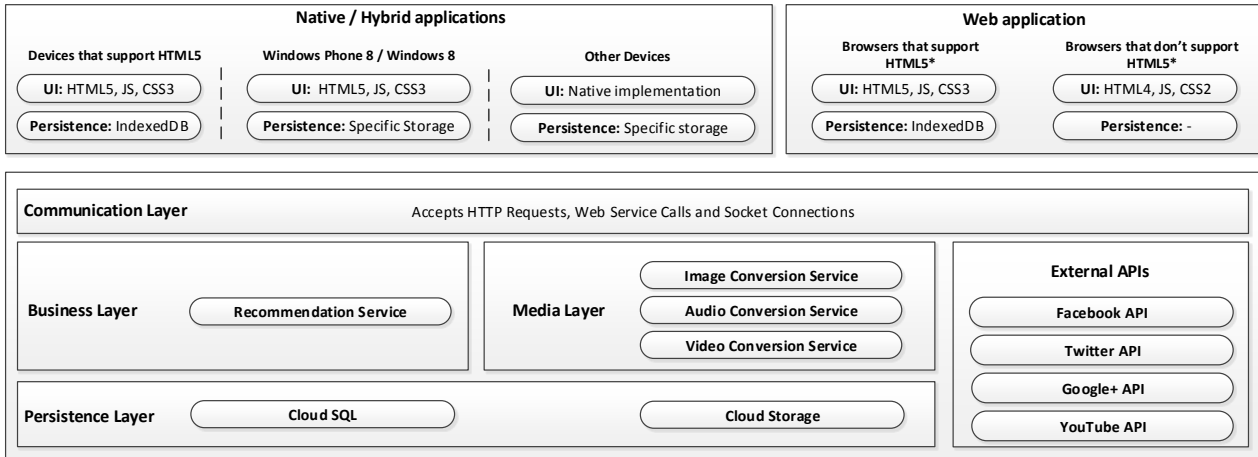 Native / Hybrid applications
Devices that support HTML5
UI: HTML5, JS, CSS3
Persistence: IndexedDB
Windows Phone 8 / Windows 8
UI: HTML5, JS, CSS3
Persistence: Specific Storage
Other Devices
UI: Native implementation
Persistence: Specific storage
Web application
Browsers that support
HTML5*
UI: HTML5, JS, CSS3
Persistence: IndexedDB
Browsers that don't support
HTML5*
UI: HTML4, JS, CSS2
Persistence: -
Communication Layer
Accepts HTTP Requests, Web Service Calls and Socket Connections
Business Layer
Recommendation Service
Media Layer
Image Conversion Service
Audio Conversion Service
Video Conversion Service
External APIs
Facebook API
Twitter API
Google+ API
YouTube API
Persistence Layer
Cloud SQL
Cloud Storage